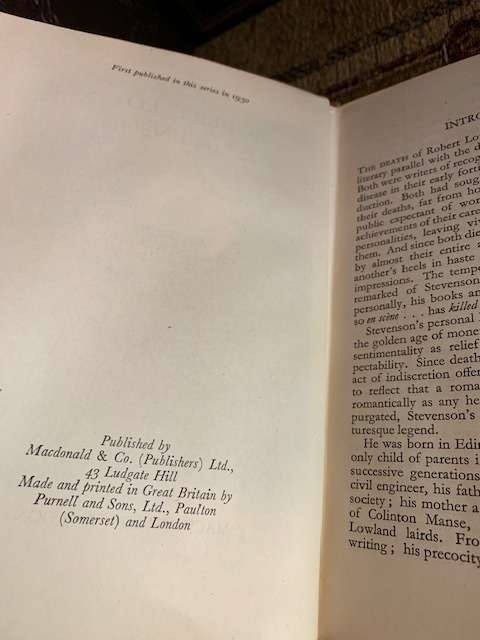 First published in this series in 1950
Published by
Macdonald & Co. (Publishers) Ltd.,
43 Ludgate Hill
Made and printed in Great Britain by
Purnell and Sons, Ltd., Paulton
(Somerset) and London
INTRO
THE DEATH of Robert Lo
literary parallel with the d
Both were writers of recog
disease in their early forti
duction. Both had soug
their deaths, far from ho
public expectant of wor
achievements of their care
personalities, leaving vi
them. And since both die
by almost their entire a
another's heels in haste
impressions. The tempe
remarked of Stevenson
personally, his books an
so en scène . . . has killed
Stevenson's personal
the golden age of mone
sentimentality as relief
pectability. Since death
act of indiscretion offer
to reflect that a roma
romantically as any he
purgated, Stevenson's
turesque legend.
He was born in Edin
only child of parents i
successive generations
civil engineer, his fath
society; his mother a
of Colinton Manse,
Lowland lairds. Fro
writing; his precocity